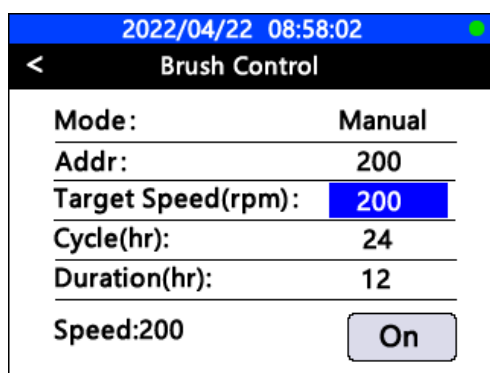 2022/04/22 08:58:02
< Brush Control
Mode: Manual
Addr: 200
Target Speed(rpm): 200
Cycle(hr): 24
Duration(hr): 12
Speed:200 On